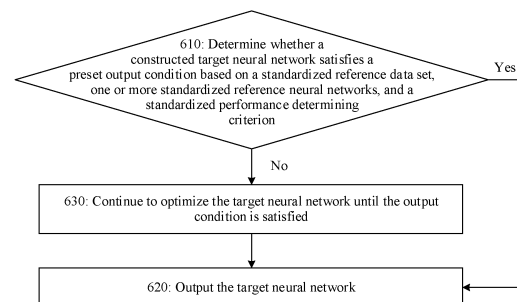 610: Determine whether a
constructed target neural network satisfies a
preset output condition based on a standardized reference data set,
one or more standardized reference neural networks, and a
standardized performance determining
criterion
Yes
No
630: Continue to optimize the target neural network until the output
condition is satisfied
620: Output the target neural network